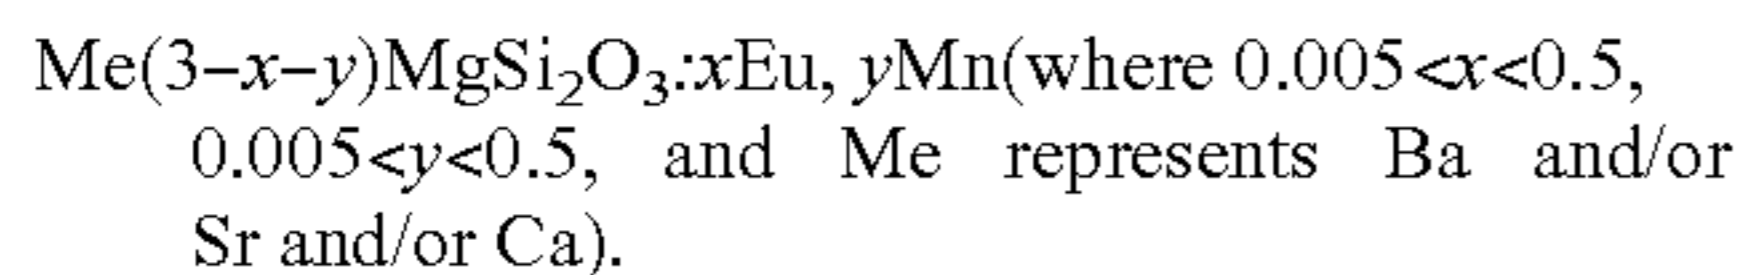 Me(3−x−y)MgSi₂O₃:xEu, yMn(where 0.005<x<0.5,
0.005<y<0.5, and Me represents Ba and/or
Sr and/or Ca).